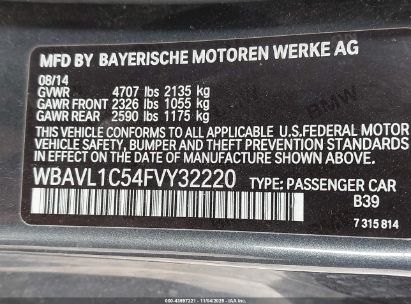 MFD BY BAYERISCHE MOTOREN WERKE AG
08/14
GVWR 4707 lbs 2135 kg
GAWR FRONT 2326 lbs 1055 kg
GAWR REAR 2590 lbs 1175 kg
BMW
THIS VEHICLE CONFORMS TO ALL APPLICABLE U.S.FEDERAL MOTOR
VEHICLE SAFETY, BUMPER AND THEFT PREVENTION STANDARDS
IN EFFECT ON THE DATE OF MANUFACTURE SHOWN ABOVE.
WBAVL1C54FVY32220 TYPE: PASSENGER CAR
B39
7 315 814